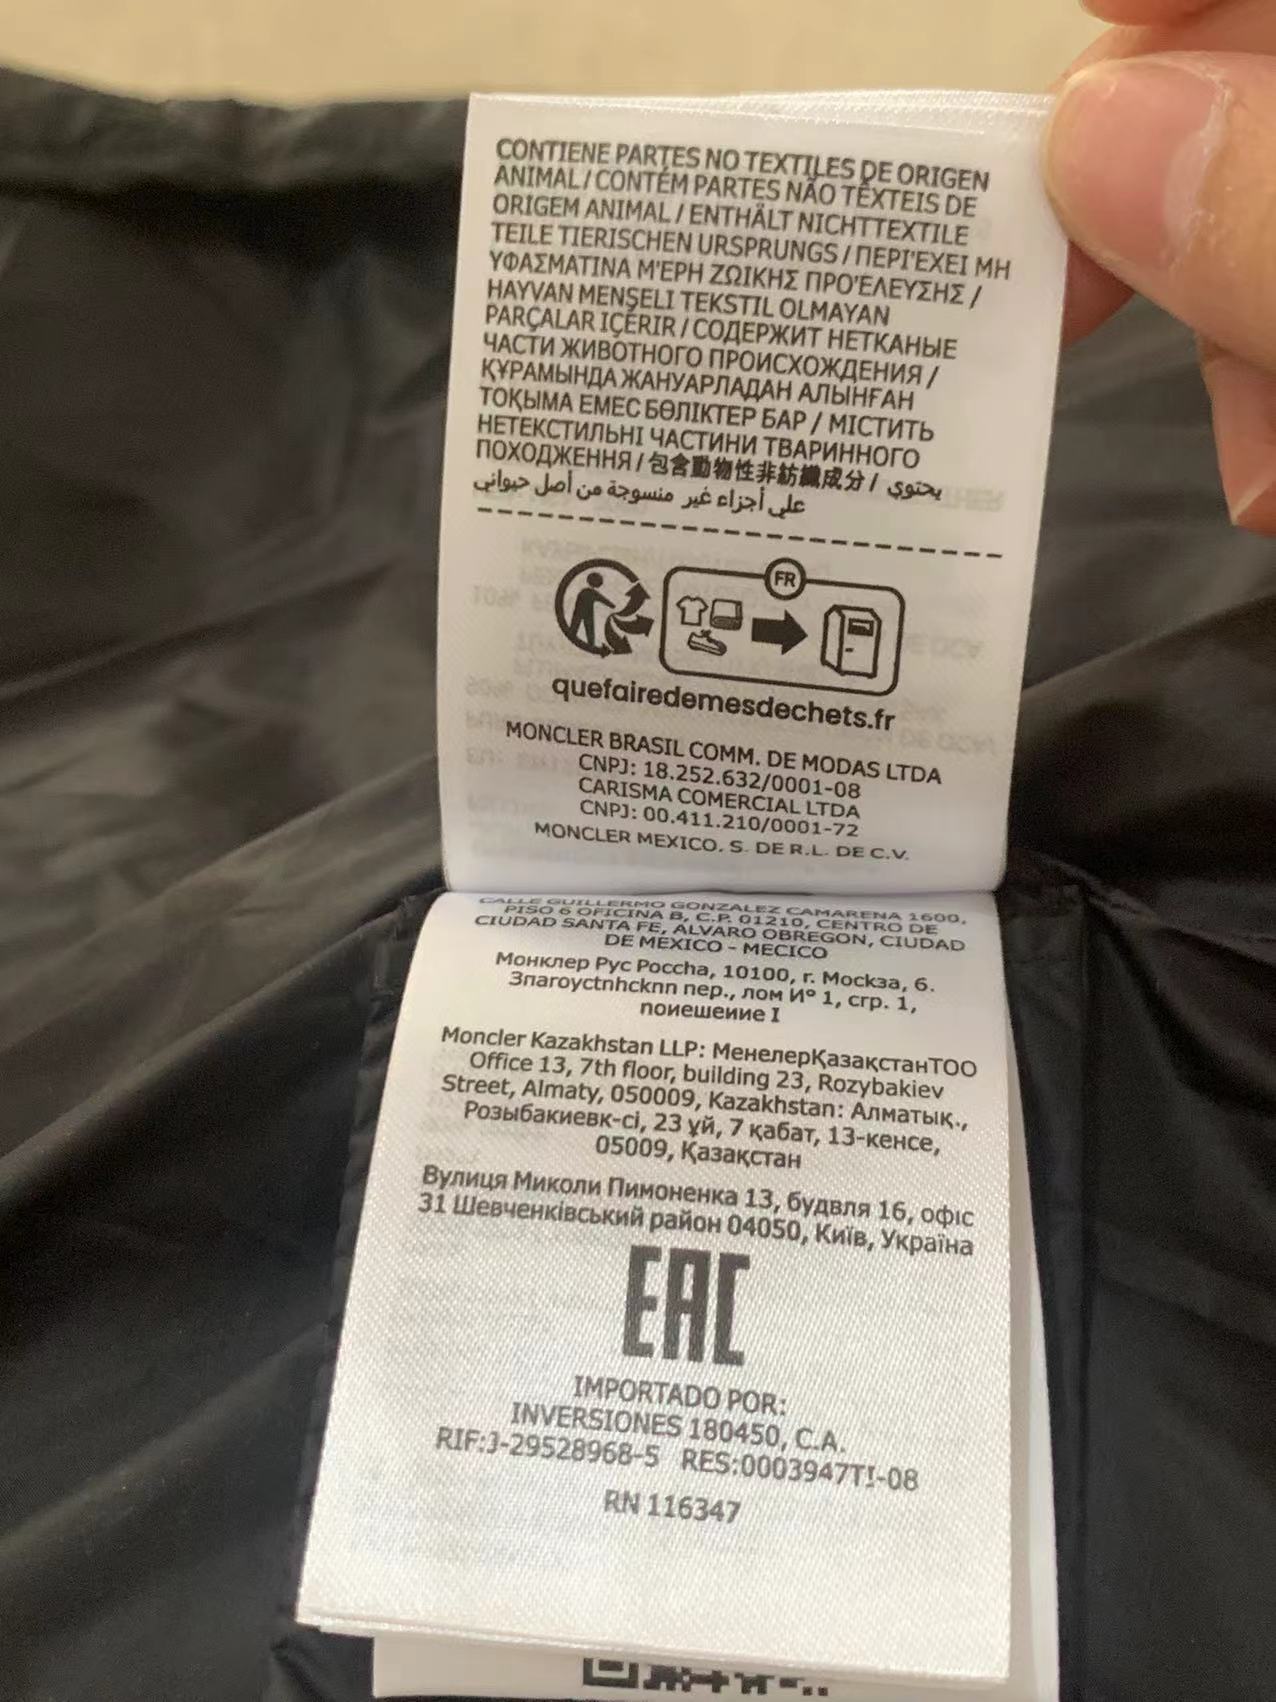 CONTIENE PARTES NO TEXTILES DE ORIGEN
ANIMAL / CONTÉM PARTES NÃO TÊXTEIS DE
ORIGEM ANIMAL / ENTHÄLT NICHTTEXTILE
TEILE TIERISCHEN URSPRUNGS / ΠΕΡΙ'ΕΧΕΙ ΜΗ
ΥΦΑΣΜΑΤΙΝΑ Μ'ΕΡΗ ΖΩΙΚΗΣ ΠΡΟ'ΕΛΕΥΣΗΣ /
HAYVAN MENŞELI TEKSTIL OLMAYAN
PARÇALAR IÇERIR / СОДЕРЖИТ НЕТКАНЫЕ
ЧАСТИ ЖИВОТНОГО ПРОИСХОЖДЕНИЯ /
ҚҰРАМЫНДА ЖАНУАРЛАДАН АЛЫНҒАН
ТОҚЫМА ЕМЕС БӨЛІКТЕР БАР / МІСТИТЬ
НЕТЕКСТИЛЬНІ ЧАСТИНИ ТВАРИННОГО
ПОХОДЖЕННЯ / 包含動物性非紡織成分 / يحتوي
على أجزاء غير منسوجة من أصل حيواني
FR
quefairedemesdechets.fr
MONCLER BRASIL COMM. DE MODAS LTDA
CNPJ: 18.252.632/0001-08
CARISMA COMERCIAL LTDA
CNPJ: 00.411.210/0001-72
MONCLER MEXICO. S. DE R.L. DE C.V.
CALLE GUILLERMO GONZALEZ CAMARENA 1600,
PISO 6 OFICINA B, C.P. 01210, CENTRO DE
CIUDAD SANTA FE, ALVARO OBREGON, CIUDAD
DE MEXICO - MECICO
Монклер Рус Poccha, 10100, г. Москза, 6.
Злагоустnhсkпп пер., лом И° 1, стр. 1,
поиешеиие I
Moncler Kazakhstan LLP: МенелерҚазақстанТОО
Office 13, 7th floor, building 23, Rozybakiev
Street, Almaty, 050009, Kazakhstan: Алматық.,
Розыбакиевк-сі, 23 ұй, 7 қабат, 13-кенсе,
05009, Қазақстан
Вулиця Миколи Пимоненка 13, будвля 16, офіс
31 Шевченківський район 04050, Київ, Україна
EAC
IMPORTADO POR:
INVERSIONES 180450, C.A.
RIF:J-29528968-5 RES:0003947T!-08
RN 116347